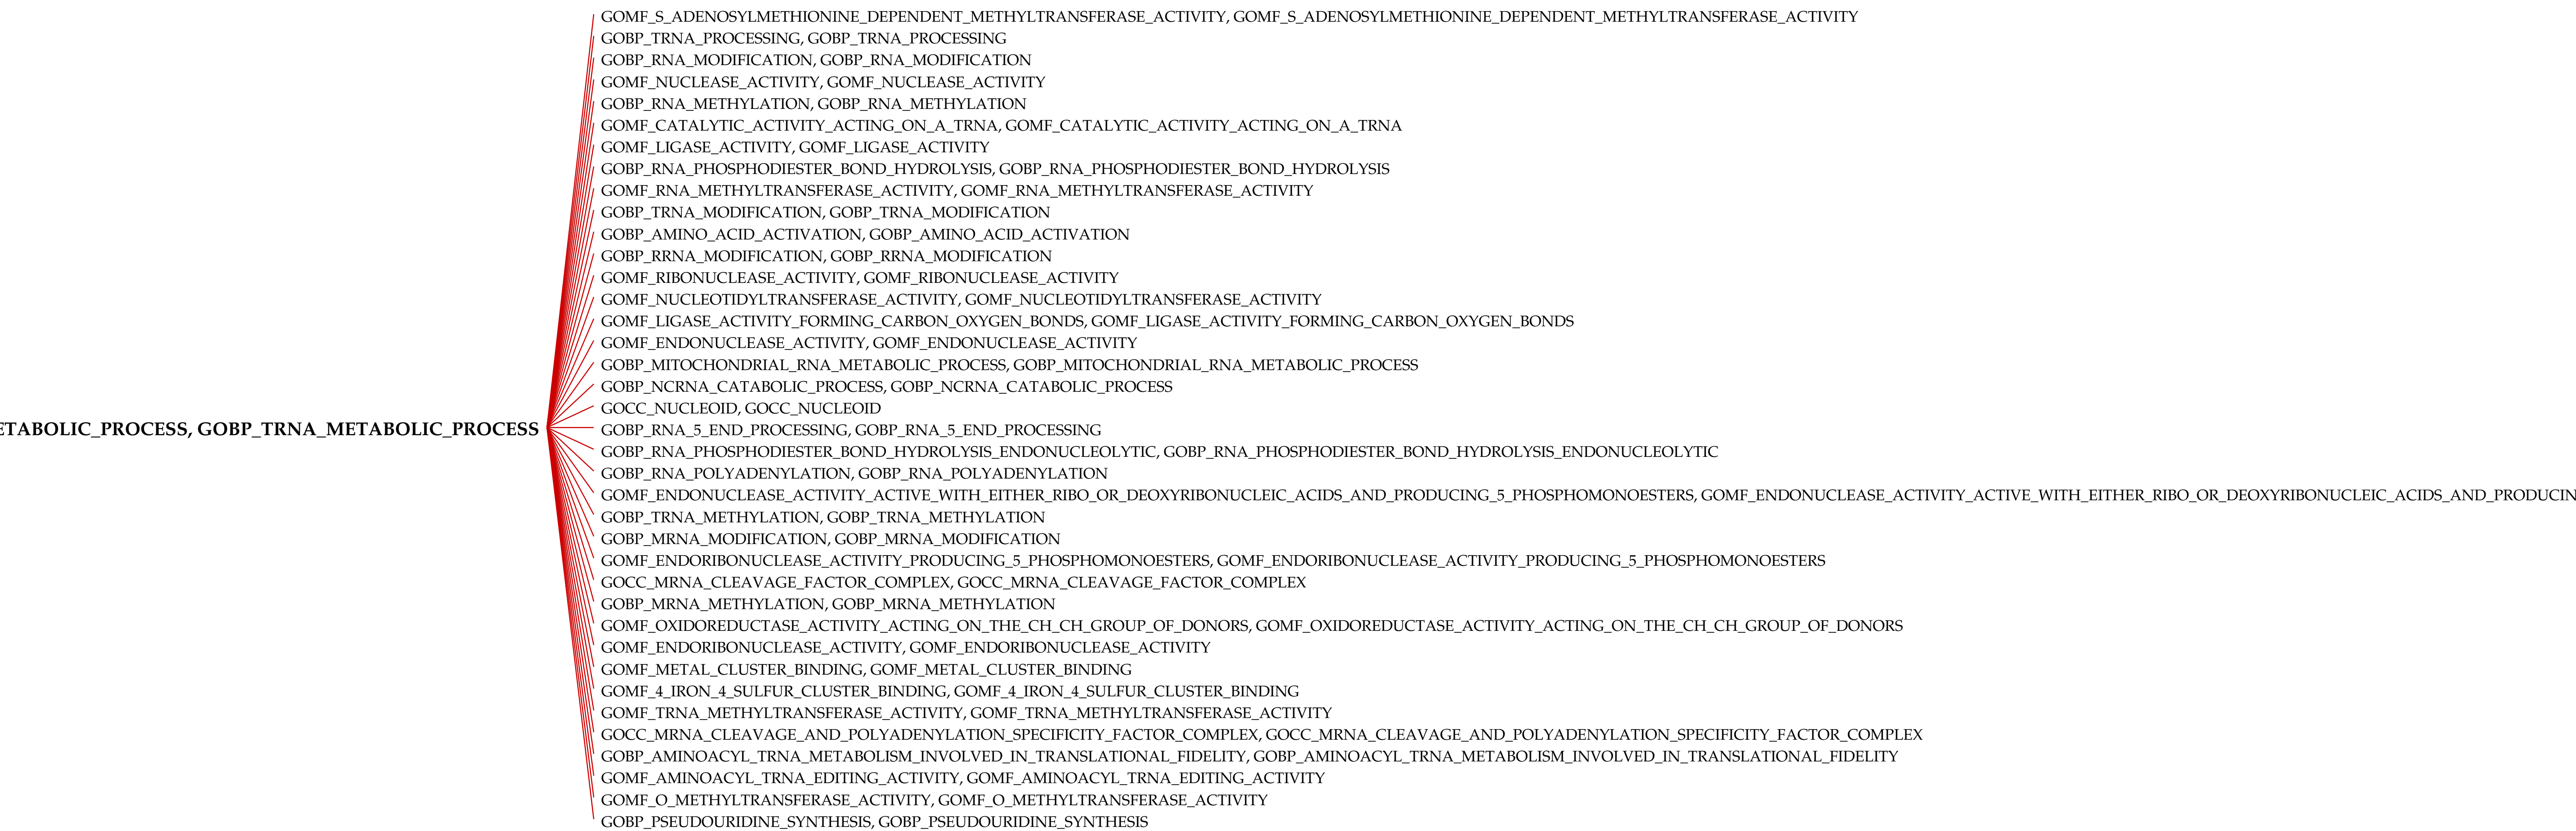 GOMF_S_ADENOSYLMETHIONINE_DEPENDENT_METHYLTRANSFERASE_ACTIVITY, GOMF_S_ADENOSYLMETHIONINE_DEPENDENT_METHYLTRANSFERASE_ACTIVITY
GOBP_TRNA_PROCESSING, GOBP_TRNA_PROCESSING
GOBP_RNA_MODIFICATION, GOBP_RNA_MODIFICATION
GOMF_NUCLEASE_ACTIVITY, GOMF_NUCLEASE_ACTIVITY
GOBP_RNA_METHYLATION, GOBP_RNA_METHYLATION
GOMF_CATALYTIC_ACTIVITY_ACTING_ON_A_TRNA, GOMF_CATALYTIC_ACTIVITY_ACTING_ON_A_TRNA
GOMF_LIGASE_ACTIVITY, GOMF_LIGASE_ACTIVITY
GOBP_RNA_PHOSPHODIESTER_BOND_HYDROLYSIS, GOBP_RNA_PHOSPHODIESTER_BOND_HYDROLYSIS
GOMF_RNA_METHYLTRANSFERASE_ACTIVITY, GOMF_RNA_METHYLTRANSFERASE_ACTIVITY
GOBP_TRNA_MODIFICATION, GOBP_TRNA_MODIFICATION
GOBP_AMINO_ACID_ACTIVATION, GOBP_AMINO_ACID_ACTIVATION
GOBP_RRNA_MODIFICATION, GOBP_RRNA_MODIFICATION
GOMF_RIBONUCLEASE_ACTIVITY, GOMF_RIBONUCLEASE_ACTIVITY
GOMF_NUCLEOTIDYLTRANSFERASE_ACTIVITY, GOMF_NUCLEOTIDYLTRANSFERASE_ACTIVITY
GOMF_LIGASE_ACTIVITY_FORMING_CARBON_OXYGEN_BONDS, GOMF_LIGASE_ACTIVITY_FORMING_CARBON_OXYGEN_BONDS
GOMF_ENDONUCLEASE_ACTIVITY, GOMF_ENDONUCLEASE_ACTIVITY
GOBP_MITOCHONDRIAL_RNA_METABOLIC_PROCESS, GOBP_MITOCHONDRIAL_RNA_METABOLIC_PROCESS
GOBP_NCRNA_CATABOLIC_PROCESS, GOBP_NCRNA_CATABOLIC_PROCESS
GOCC_NUCLEOID, GOCC_NUCLEOID
ETABOLIC_PROCESS, GOBP_TRNA_METABOLIC_PROCESS
GOBP_RNA_5_END_PROCESSING, GOBP_RNA_5_END_PROCESSING
GOBP_RNA_PHOSPHODIESTER_BOND_HYDROLYSIS_ENDONUCLEOLYTIC, GOBP_RNA_PHOSPHODIESTER_BOND_HYDROLYSIS_ENDONUCLEOLYTIC
GOBP_RNA_POLYADENYLATION, GOBP_RNA_POLYADENYLATION
GOMF_ENDONUCLEASE_ACTIVITY_ACTIVE_WITH_EITHER_RIBO_OR_DEOXYRIBONUCLEIC_ACIDS_AND_PRODUCING_5_PHOSPHOMONOESTERS, GOMF_ENDONUCLEASE_ACTIVITY_ACTIVE_WITH_EITHER_RIBO_OR_DEOXYRIBONUCLEIC_ACIDS_AND_PRODUCIN
GOBP_TRNA_METHYLATION, GOBP_TRNA_METHYLATION
GOBP_MRNA_MODIFICATION, GOBP_MRNA_MODIFICATION
GOMF_ENDORIBONUCLEASE_ACTIVITY_PRODUCING_5_PHOSPHOMONOESTERS, GOMF_ENDORIBONUCLEASE_ACTIVITY_PRODUCING_5_PHOSPHOMONOESTERS
GOCC_MRNA_CLEAVAGE_FACTOR_COMPLEX, GOCC_MRNA_CLEAVAGE_FACTOR_COMPLEX
GOBP_MRNA_METHYLATION, GOBP_MRNA_METHYLATION
GOMF_OXIDOREDUCTASE_ACTIVITY_ACTING_ON_THE_CH_CH_GROUP_OF_DONORS, GOMF_OXIDOREDUCTASE_ACTIVITY_ACTING_ON_THE_CH_CH_GROUP_OF_DONORS
GOMF_ENDORIBONUCLEASE_ACTIVITY, GOMF_ENDORIBONUCLEASE_ACTIVITY
GOMF_METAL_CLUSTER_BINDING, GOMF_METAL_CLUSTER_BINDING
GOMF_4_IRON_4_SULFUR_CLUSTER_BINDING, GOMF_4_IRON_4_SULFUR_CLUSTER_BINDING
GOMF_TRNA_METHYLTRANSFERASE_ACTIVITY, GOMF_TRNA_METHYLTRANSFERASE_ACTIVITY
GOCC_MRNA_CLEAVAGE_AND_POLYADENYLATION_SPECIFICITY_FACTOR_COMPLEX, GOCC_MRNA_CLEAVAGE_AND_POLYADENYLATION_SPECIFICITY_FACTOR_COMPLEX
GOBP_AMINOACYL_TRNA_METABOLISM_INVOLVED_IN_TRANSLATIONAL_FIDELITY, GOBP_AMINOACYL_TRNA_METABOLISM_INVOLVED_IN_TRANSLATIONAL_FIDELITY
GOMF_AMINOACYL_TRNA_EDITING_ACTIVITY, GOMF_AMINOACYL_TRNA_EDITING_ACTIVITY
GOMF_O_METHYLTRANSFERASE_ACTIVITY, GOMF_O_METHYLTRANSFERASE_ACTIVITY
GOBP_PSEUDOURIDINE_SYNTHESIS, GOBP_PSEUDOURIDINE_SYNTHESIS